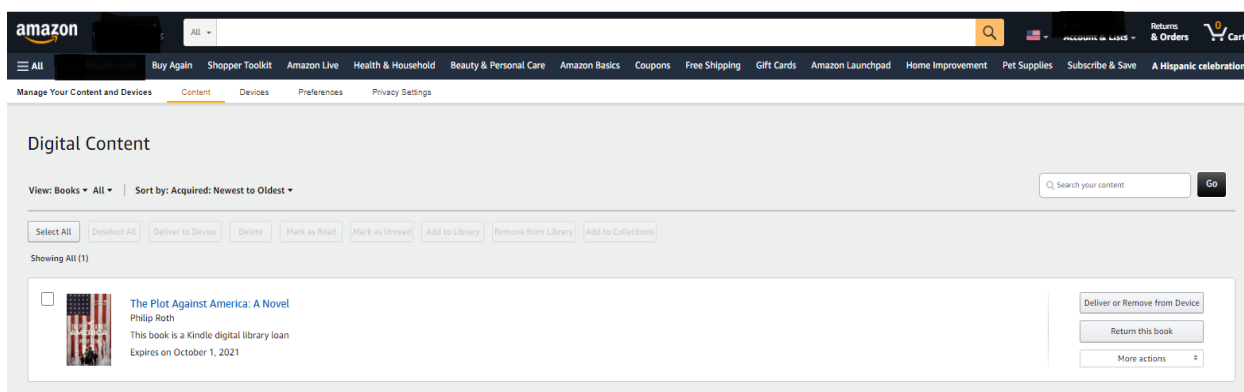 amazon
All
Account & Lists
Returns
& Orders
0
Cart
All
Buy Again Shopper Toolkit Amazon Live Health & Household Beauty & Personal Care Amazon Basics Coupons Free Shipping Gift Cards Amazon Launchpad Home Improvement Pet Supplies Subscribe & Save A Hispanic celebration
Manage Your Content and Devices Content Devices Preferences Privacy Settings
Digital Content
View: Books All Sort by: Acquired: Newest to Oldest
Search your content Go
Select All Deselect All Deliver to Device Delete Mark as Read Mark as Unread Add to Library Remove from Library Add to Collections
Showing All (1)
The Plot Against America: A Novel
Philip Roth
This book is a Kindle digital library loan
Expires on October 1, 2021
Deliver or Remove from Device
Return this book
More actions